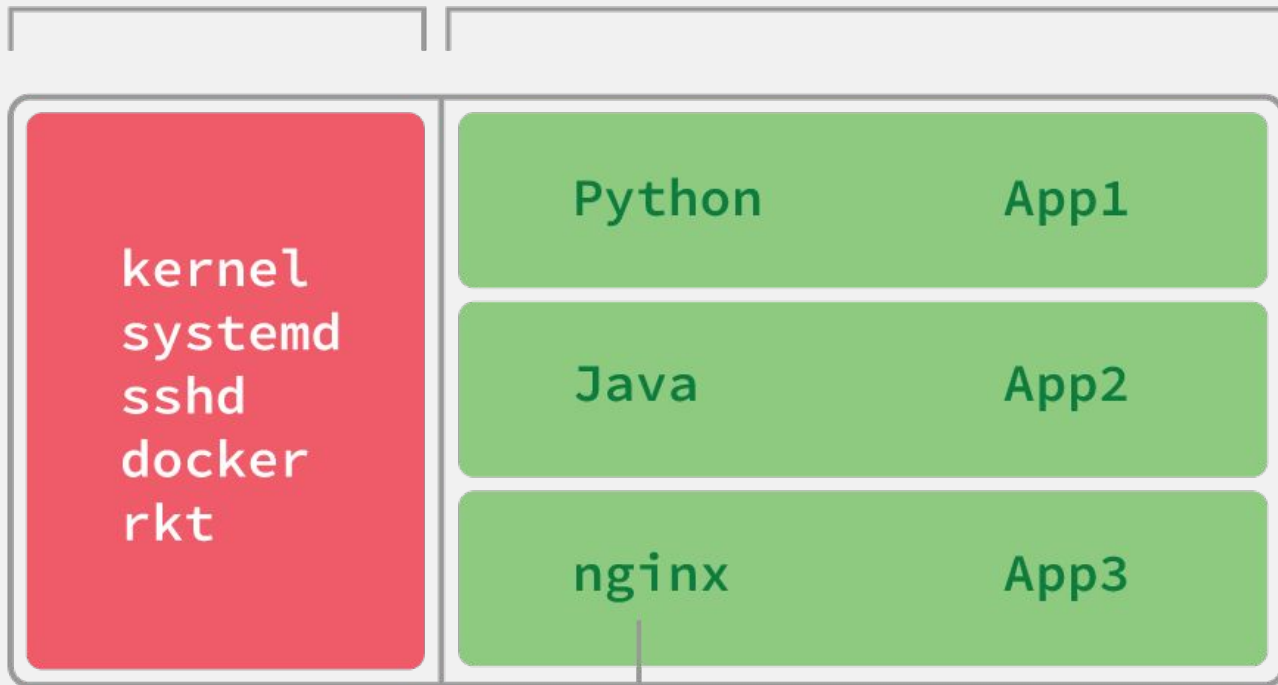 kernel
systemd
sshd
docker
rkt
Python App1
Java App2
nginx App3